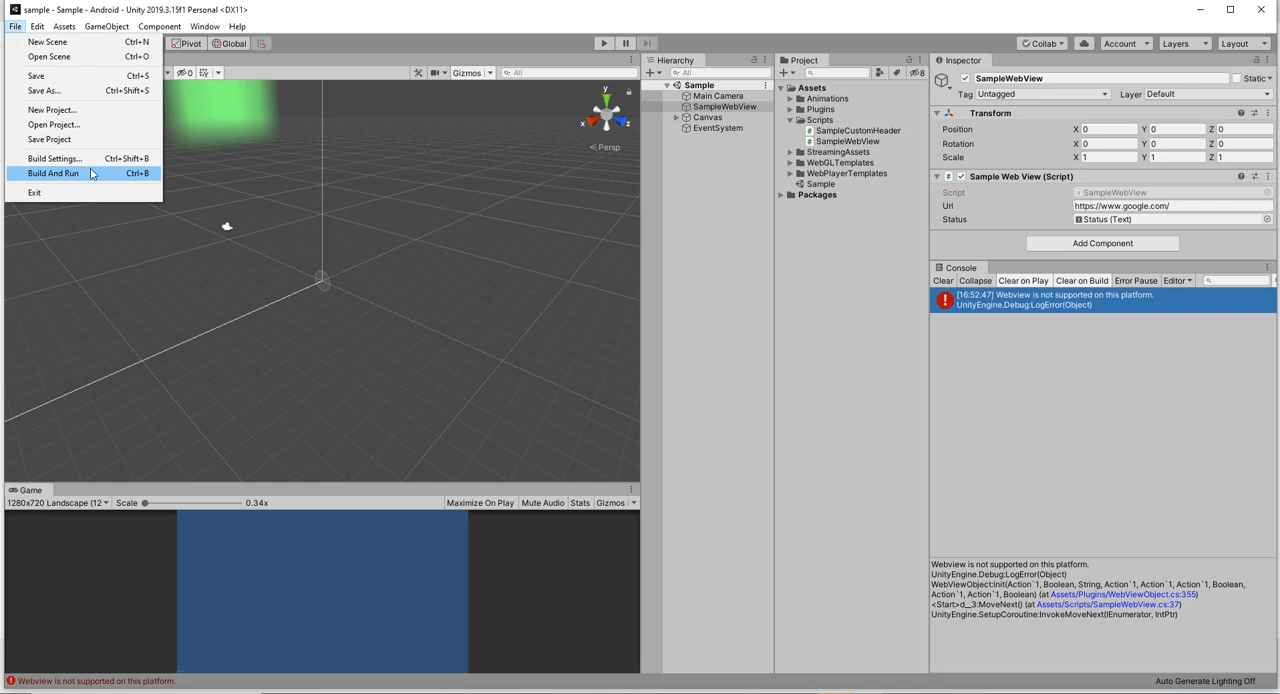 sample - Sample - Android - Unity 2019.3.15f1 Personal <DX11>
File Edit Assets GameObject Component Window Help
New Scene Ctrl+N
Open Scene Ctrl+O
Save Ctrl+S
Save As... Ctrl+Shift+S
New Project...
Open Project...
Save Project
Build Settings... Ctrl+Shift+B
Build And Run Ctrl+B
Exit
Pivot Global
Collab Account Layers Layout
0 Gizmos All
y
x z
Persp
Hierarchy
All
Sample
Main Camera
SampleWebView
Canvas
EventSystem
Project
8
Assets
Animations
Plugins
Scripts
SampleCustomHeader
SampleWebView
StreamingAssets
WebGLTemplates
WebPlayerTemplates
Sample
Packages
Inspector
SampleWebView Static
Tag Untagged Layer Default
Transform
Position X 0 Y 0 Z 0
Rotation X 0 Y 0 Z 0
Scale X 1 Y 1 Z 1
Sample Web View (Script)
Script SampleWebView
Url https://www.google.com/
Status Status (Text)
Add Component
Console
Clear Collapse Clear on Play Clear on Build Error Pause Editor
[16:52:47] Webview is not supported on this platform.
UnityEngine.Debug:LogError(Object)
Game
1280x720 Landscape (12 Scale 0.34x Maximize On Play Mute Audio Stats Gizmos
Webview is not supported on this platform.
UnityEngine.Debug:LogError(Object)
WebViewObject:Init(Action`1, Boolean, String, Action`1, Action`1, Action`1, Boolean,
Action`1, Action`1, Boolean) (at Assets/Plugins/WebViewObject.cs:355)
<Start>d__3:MoveNext() (at Assets/Scripts/SampleWebView.cs:37)
UnityEngine.SetupCoroutine:InvokeMoveNext(IEnumerator, IntPtr)
Webview is not supported on this platform.
Auto Generate Lighting Off